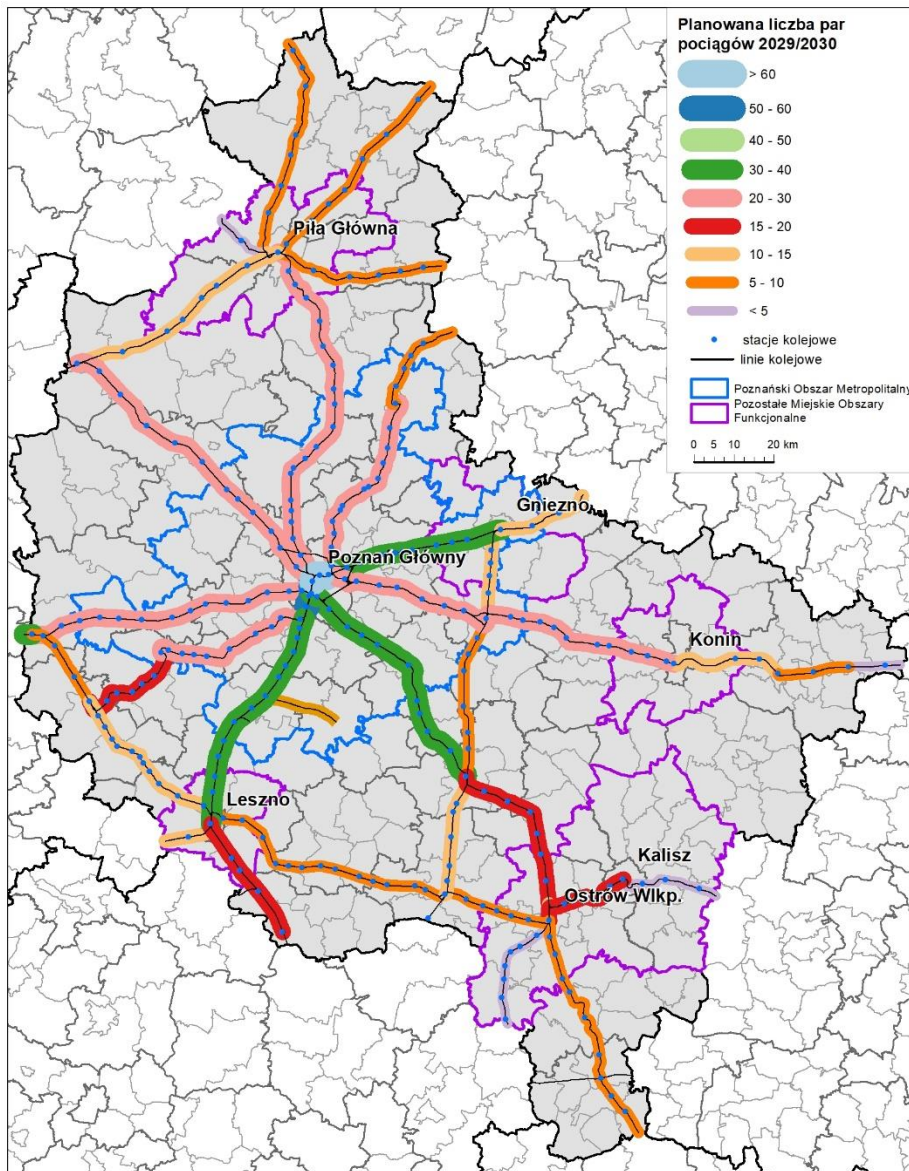 Planowana liczba par
pociągów 2029/2030
> 60
50 - 60
40 - 50
30 - 40
20 - 30
15 - 20
10 - 15
5 - 10
< 5
stacje kolejowe
linie kolejowe
Poznański Obszar Metropolitalny
Pozostałe Miejskie Obszary
Funkcjonalne
0 5 10 20 km
Piła Główna
Gniezno
Poznań Główny
Konin
Leszno
Kalisz
Ostrów Wlkp.